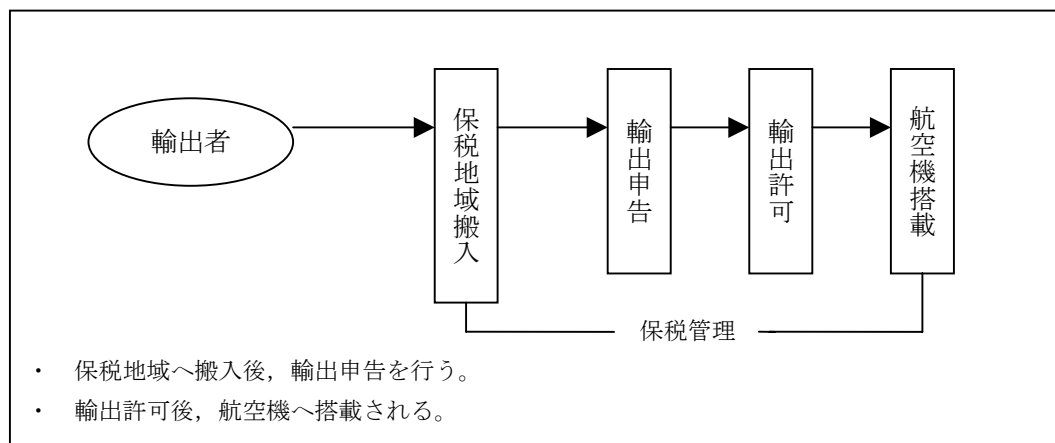 輸出者
保税地域搬入
輸出申告
輸出許可
航空機搭載
保税管理
・　保税地域へ搬入後，輸出申告を行う。
・　輸出許可後，航空機へ搭載される。